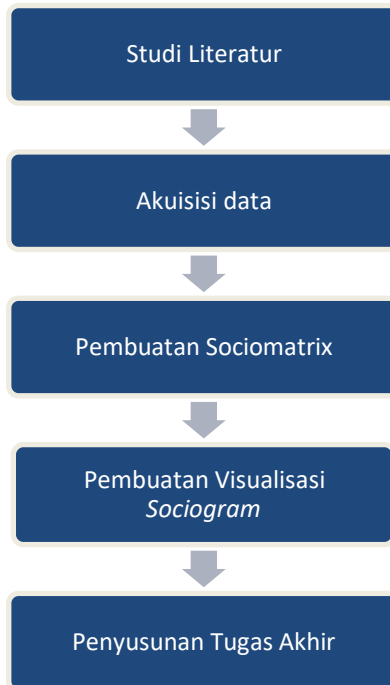 Studi Literatur
Akuisisi data
Pembuatan Sociomatrix
Pembuatan Visualisasi
Sociogram
Penyusunan Tugas Akhir